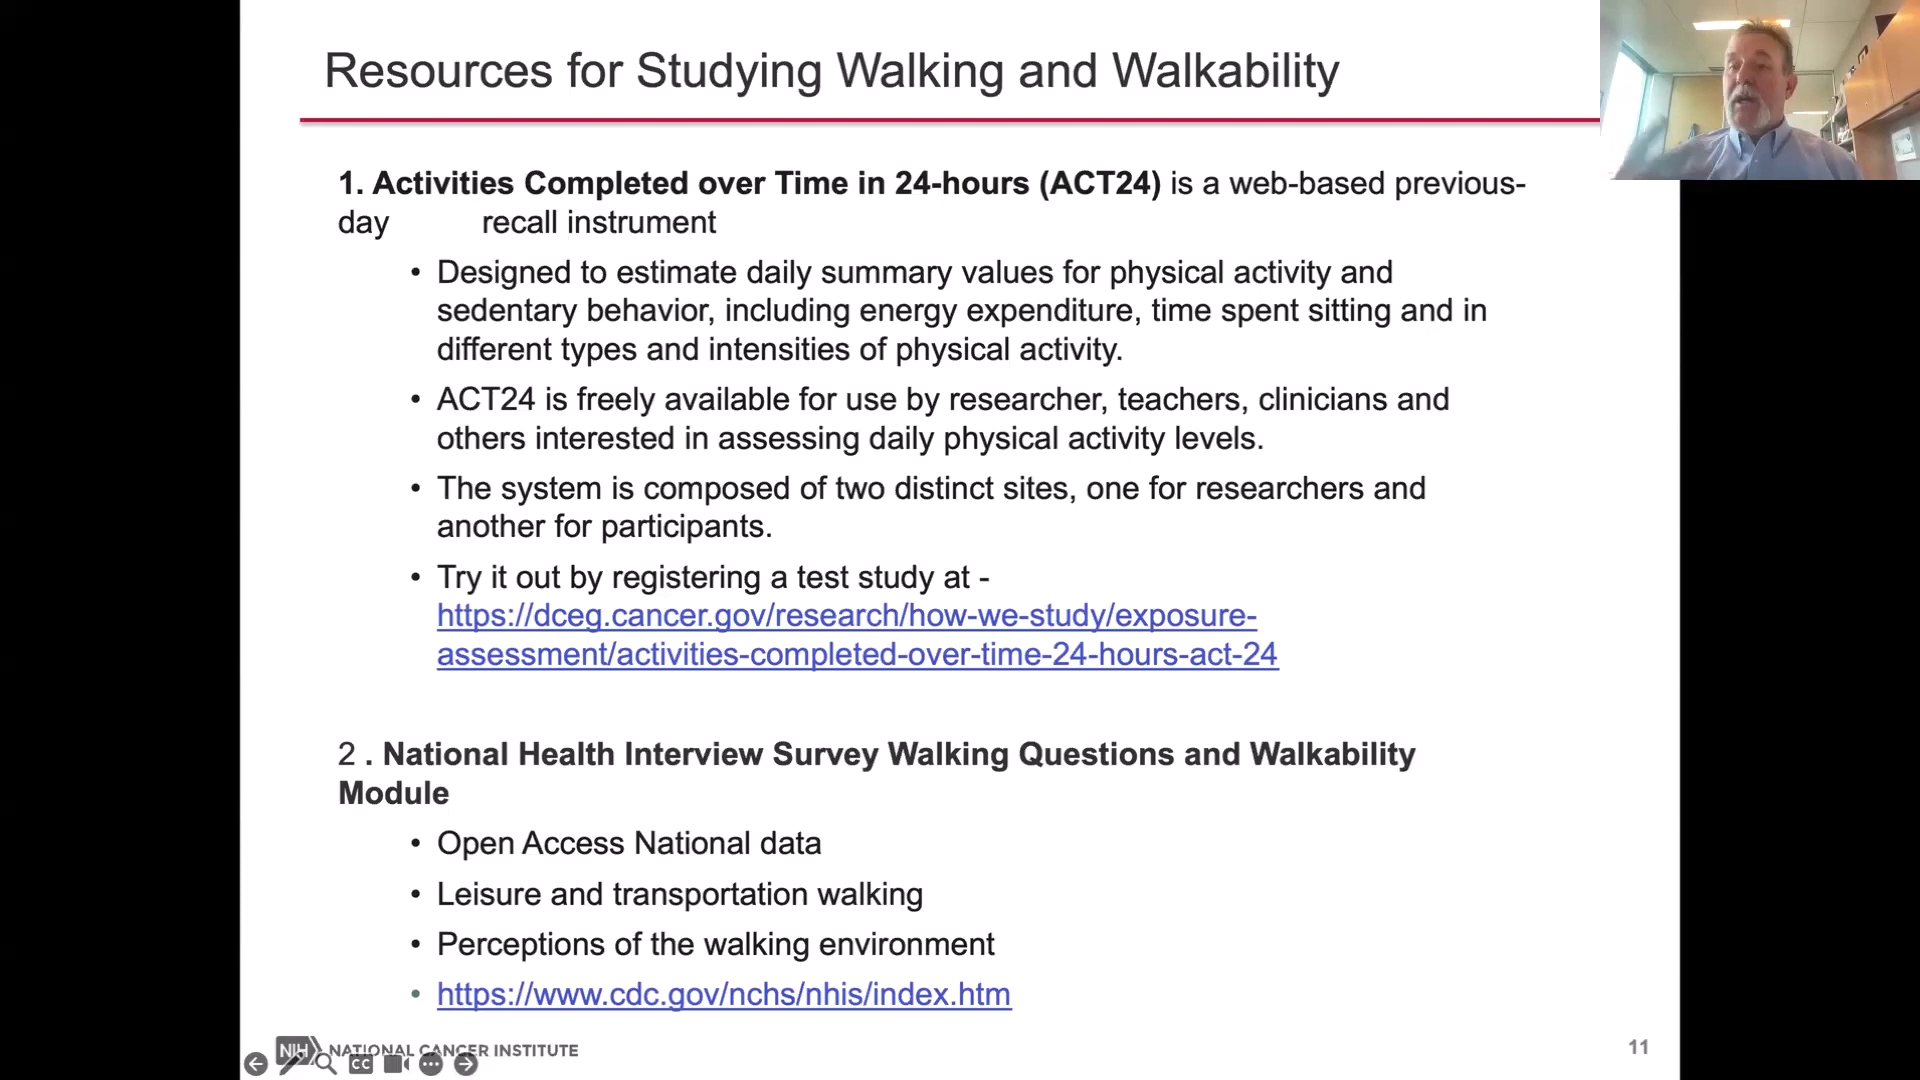 Resources for Studying Walking and Walkability
1. Activities Completed over Time in 24-hours (ACT24) is a web-based previous-
day recall instrument
• Designed to estimate daily summary values for physical activity and
sedentary behavior, including energy expenditure, time spent sitting and in
different types and intensities of physical activity.
• ACT24 is freely available for use by researcher, teachers, clinicians and
others interested in assessing daily physical activity levels.
• The system is composed of two distinct sites, one for researchers and
another for participants.
• Try it out by registering a test study at -
https://dceg.cancer.gov/research/how-we-study/exposure-
assessment/activities-completed-over-time-24-hours-act-24
2 . National Health Interview Survey Walking Questions and Walkability
Module
• Open Access National data
• Leisure and transportation walking
• Perceptions of the walking environment
• https://www.cdc.gov/nchs/nhis/index.htm
NIH NATIONAL CANCER INSTITUTE
CC
11